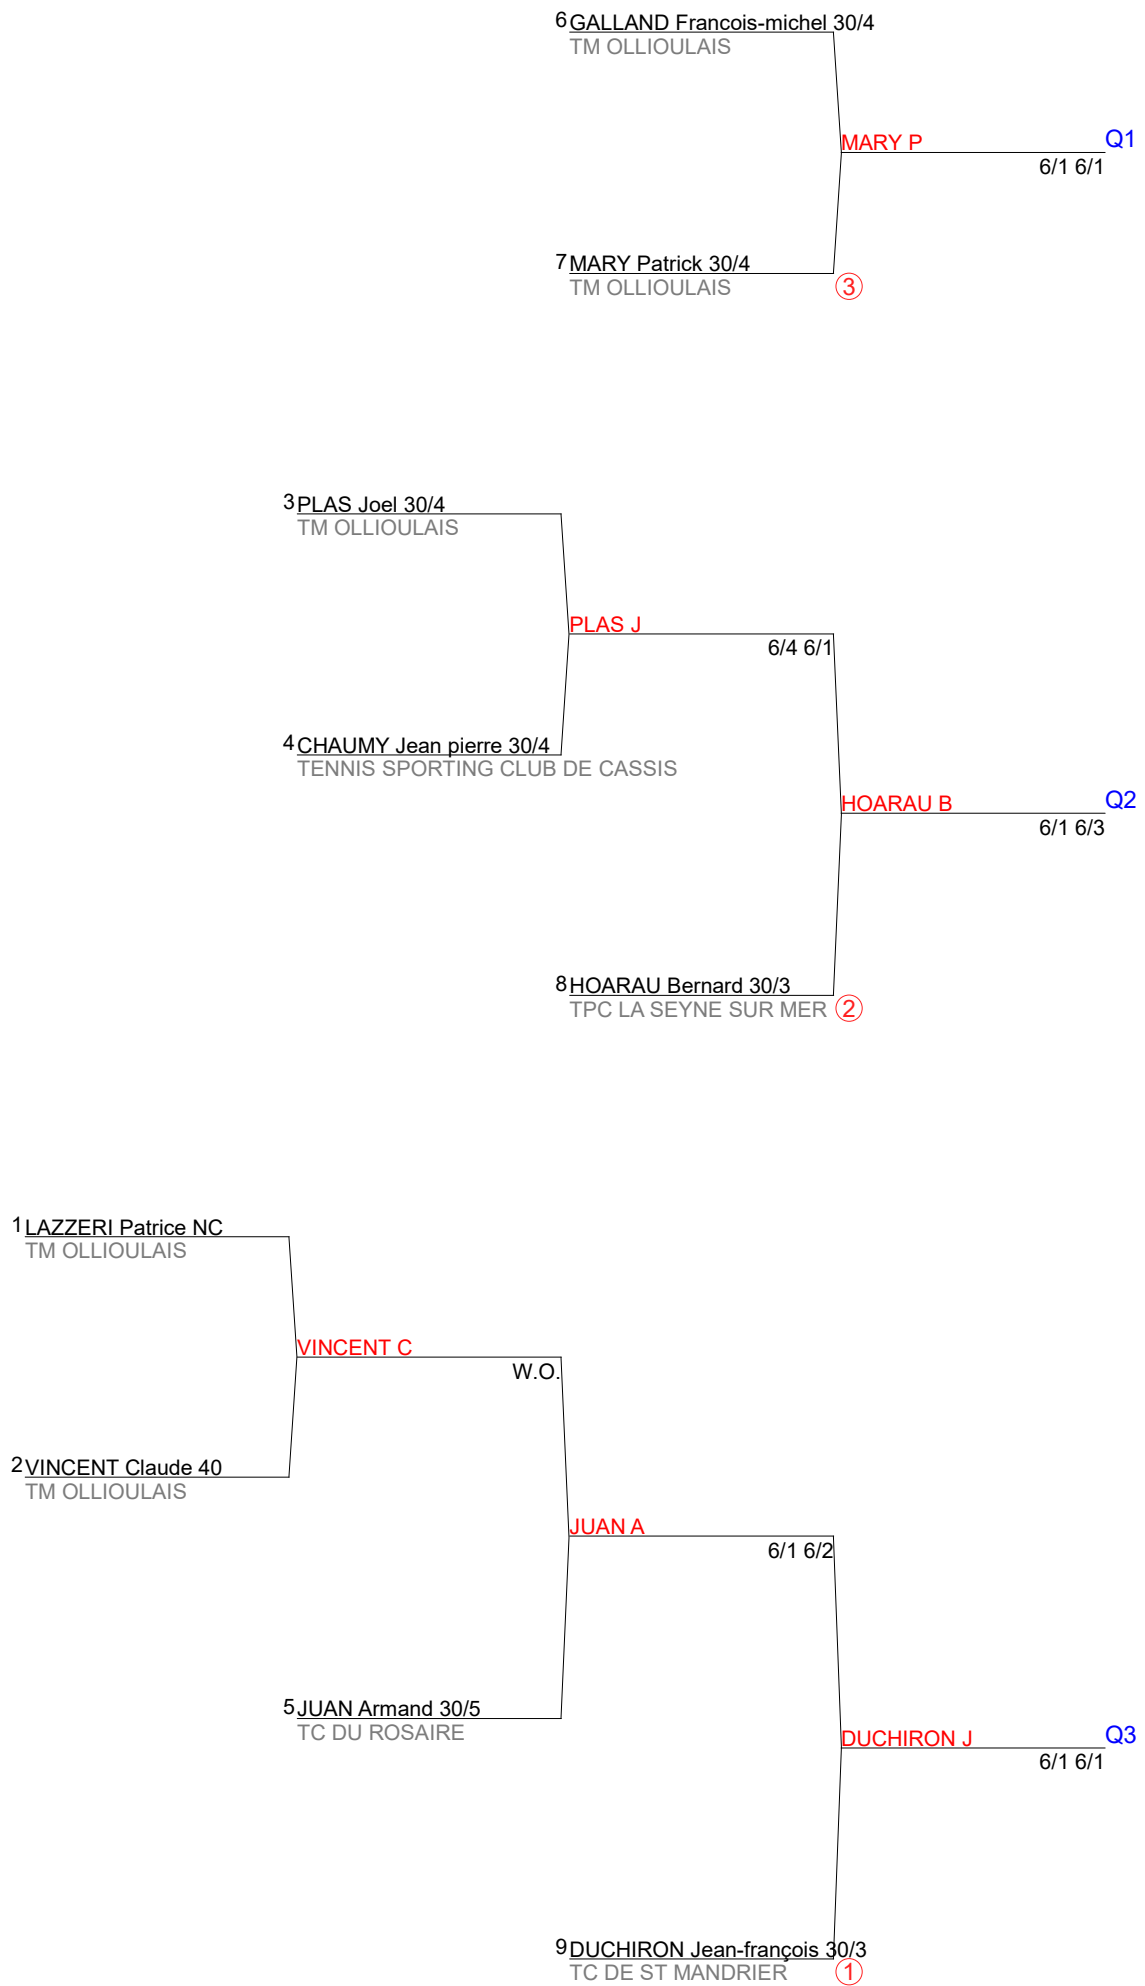 6 GALLAND Francois-michel 30/4
TM OLLIOULAIS
MARY P
Q1
6/1 6/1
7 MARY Patrick 30/4
TM OLLIOULAIS
3
3 PLAS Joel 30/4
TM OLLIOULAIS
PLAS J
6/4 6/1
4 CHAUMY Jean pierre 30/4
TENNIS SPORTING CLUB DE CASSIS
HOARAU B
Q2
6/1 6/3
8 HOARAU Bernard 30/3
TPC LA SEYNE SUR MER
2
1 LAZZERI Patrice NC
TM OLLIOULAIS
VINCENT C
W.O.
2 VINCENT Claude 40
TM OLLIOULAIS
JUAN A
6/1 6/2
5 JUAN Armand 30/5
TC DU ROSAIRE
DUCHIRON J
Q3
6/1 6/1
9 DUCHIRON Jean-françois 30/3
TC DE ST MANDRIER
1